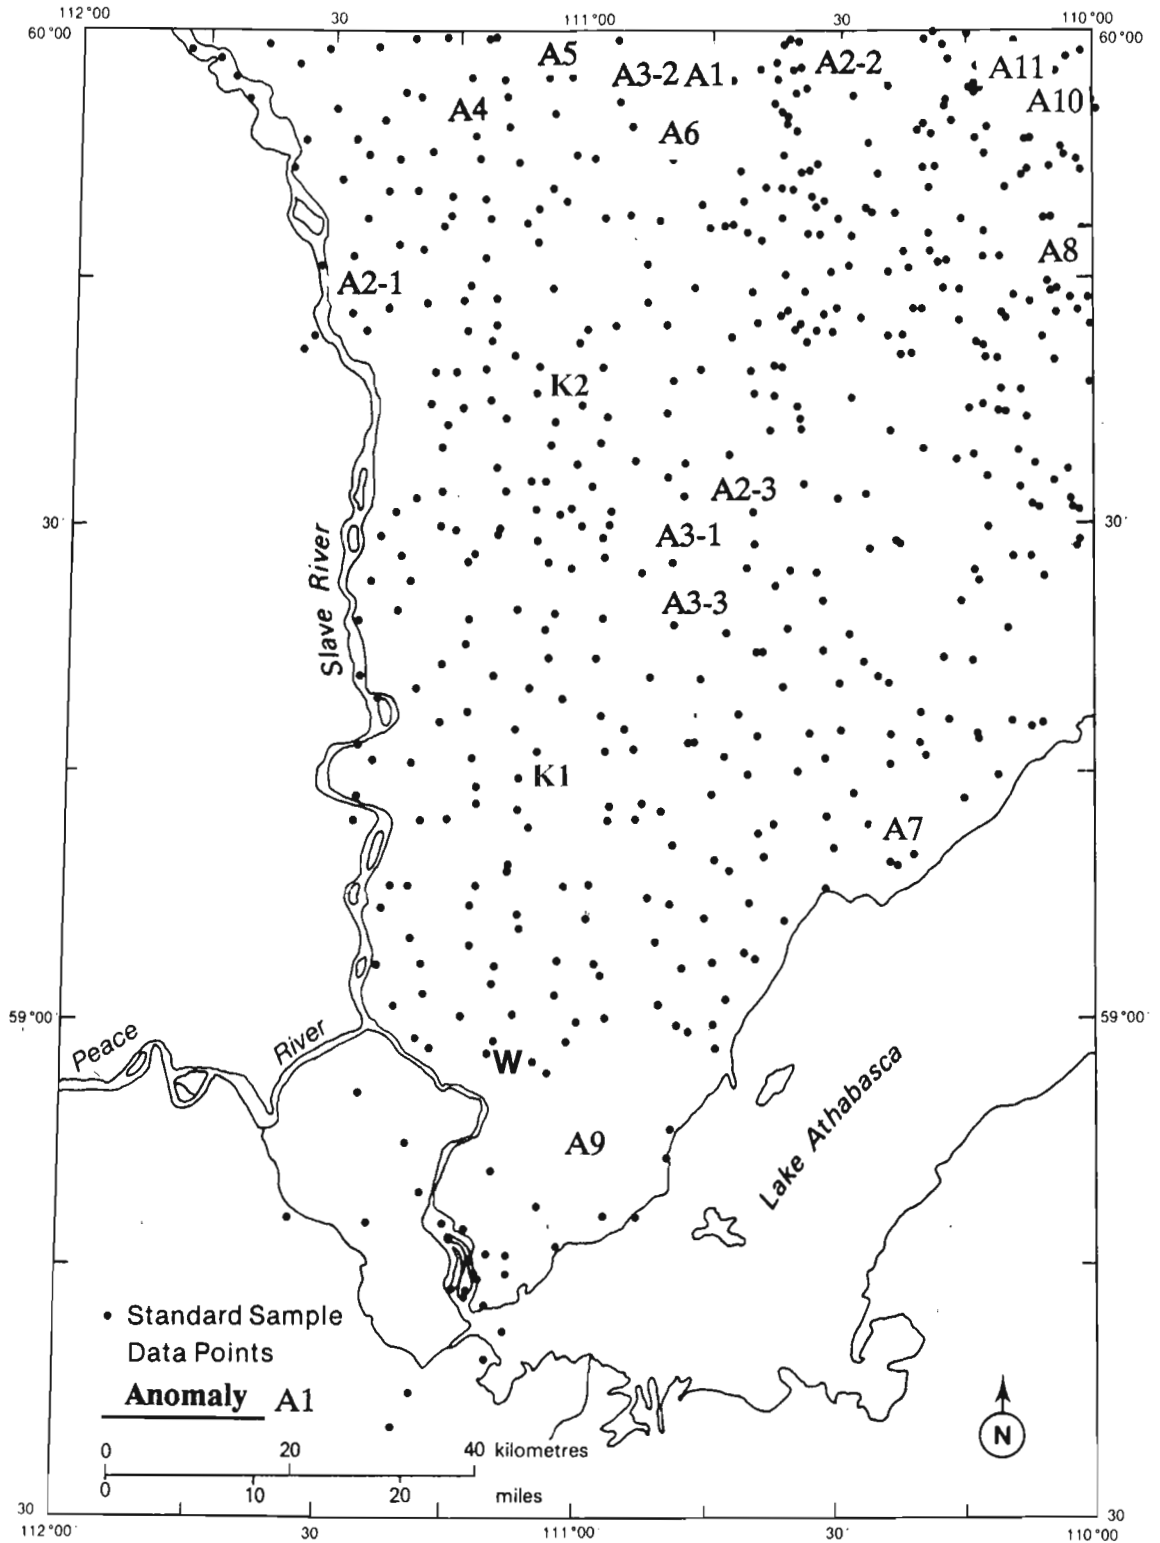 112°00' 30 111°00' 30 110°00'
60°00' 60°00
A5
A3-2 A1 A2-2 A11
A4 A10
A6
A8
A2-1
K2
A2-3
30' 30'
A3-1
Slave River
A3-3
K1
A7
59°00' 59°00'
Peace River
W
Lake Athabasca
A9
• Standard Sample
Data Points
Anomaly A1
0 20 40 kilometres
0 10 20 miles
30 30
112°00' 30 111°00 30' 110°00
N